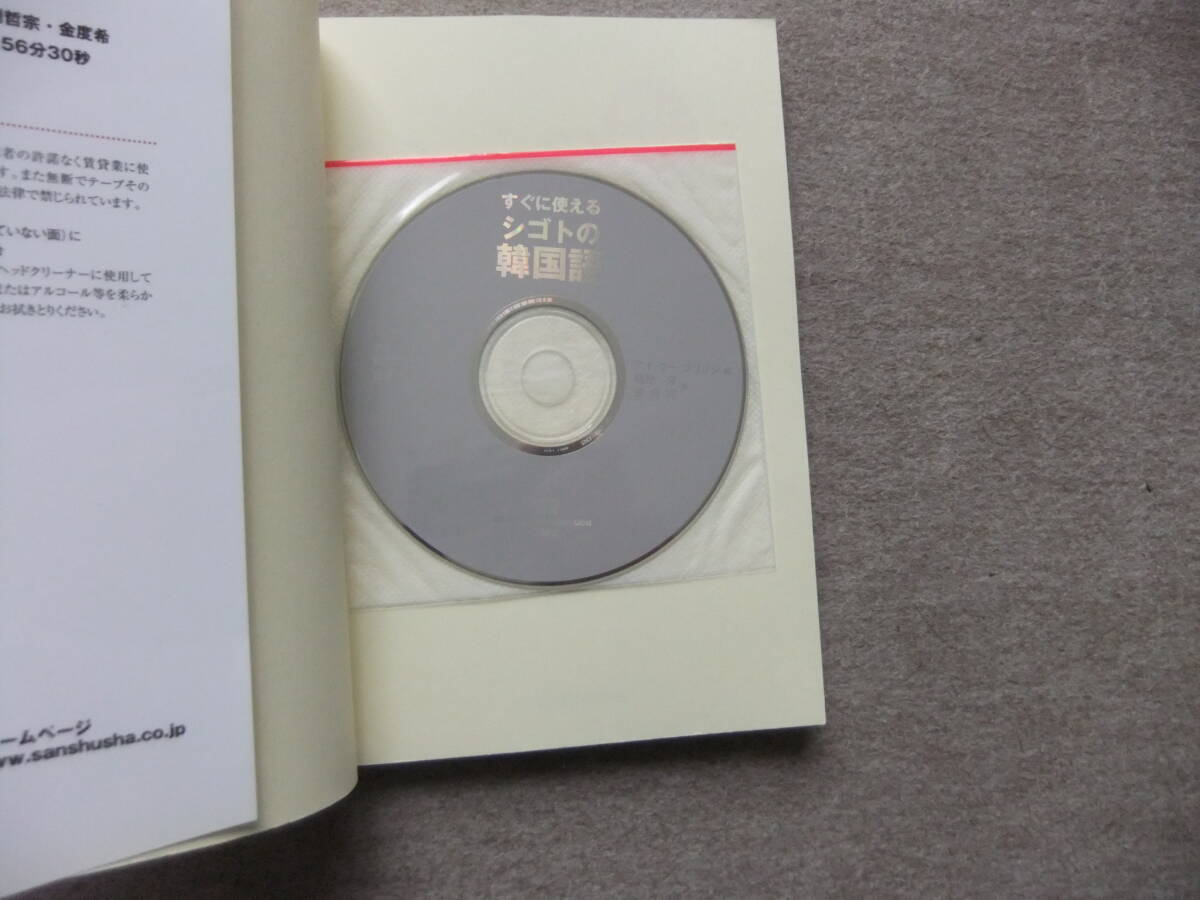 哲宗・金度希
56分30秒
者の許諾なく賃貸業に使
す。また無断でテープその
法律で禁じられています。
ていない面）に
ヘッドクリーナーに使用して
たはアルコール等を柔らか
お拭きとりください。
ームページ
www.sanshusha.co.jp
すぐに使える
シゴトの
韓国語